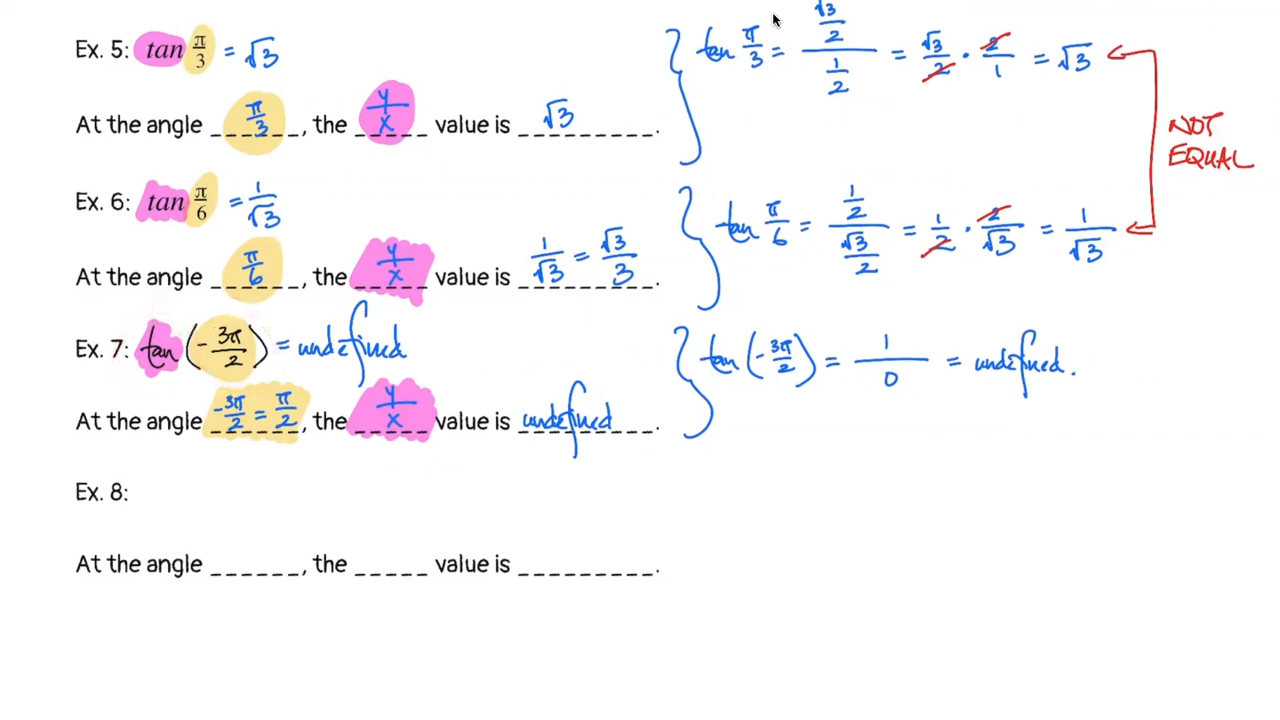 Ex. 5: tan π/3 = √3
tan π/3 = (√3/2)/(1/2) = √3/2 · 2/1 = √3
At the angle π/3, the y/x value is √3.
NOT
EQUAL
Ex. 6: tan π/6 = 1/√3
tan π/6 = (1/2)/(√3/2) = 1/2 · 2/√3 = 1/√3
At the angle π/6, the y/x value is 1/√3 = √3/3.
Ex. 7: tan (-3π/2) = undefined
tan (-3π/2) = 1/0 = undefined.
At the angle -3π/2 = π/2, the y/x value is undefined.
Ex. 8:
At the angle ______, the _____ value is _________.